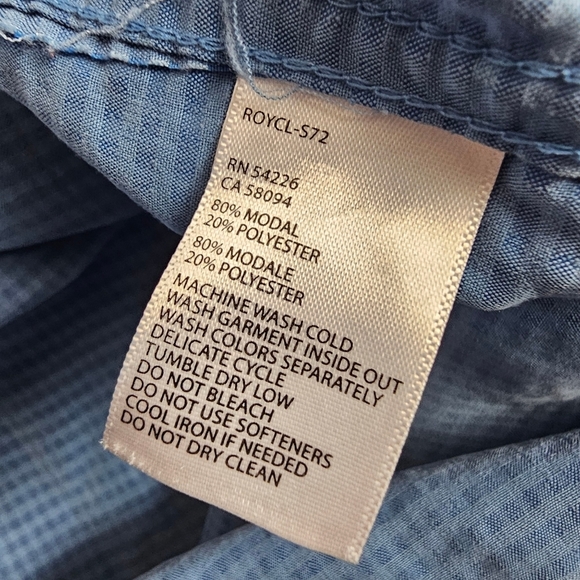 ROYCL-S72
RN 54226
CA 58094
80% MODAL
20% POLYESTER
80% MODALE
20% POLYESTER
MACHINE WASH COLD
WASH GARMENT INSIDE OUT
WASH COLORS SEPARATELY
DELICATE CYCLE
TUMBLE DRY LOW
DO NOT BLEACH
DO NOT USE SOFTENERS
COOL IRON IF NEEDED
DO NOT DRY CLEAN